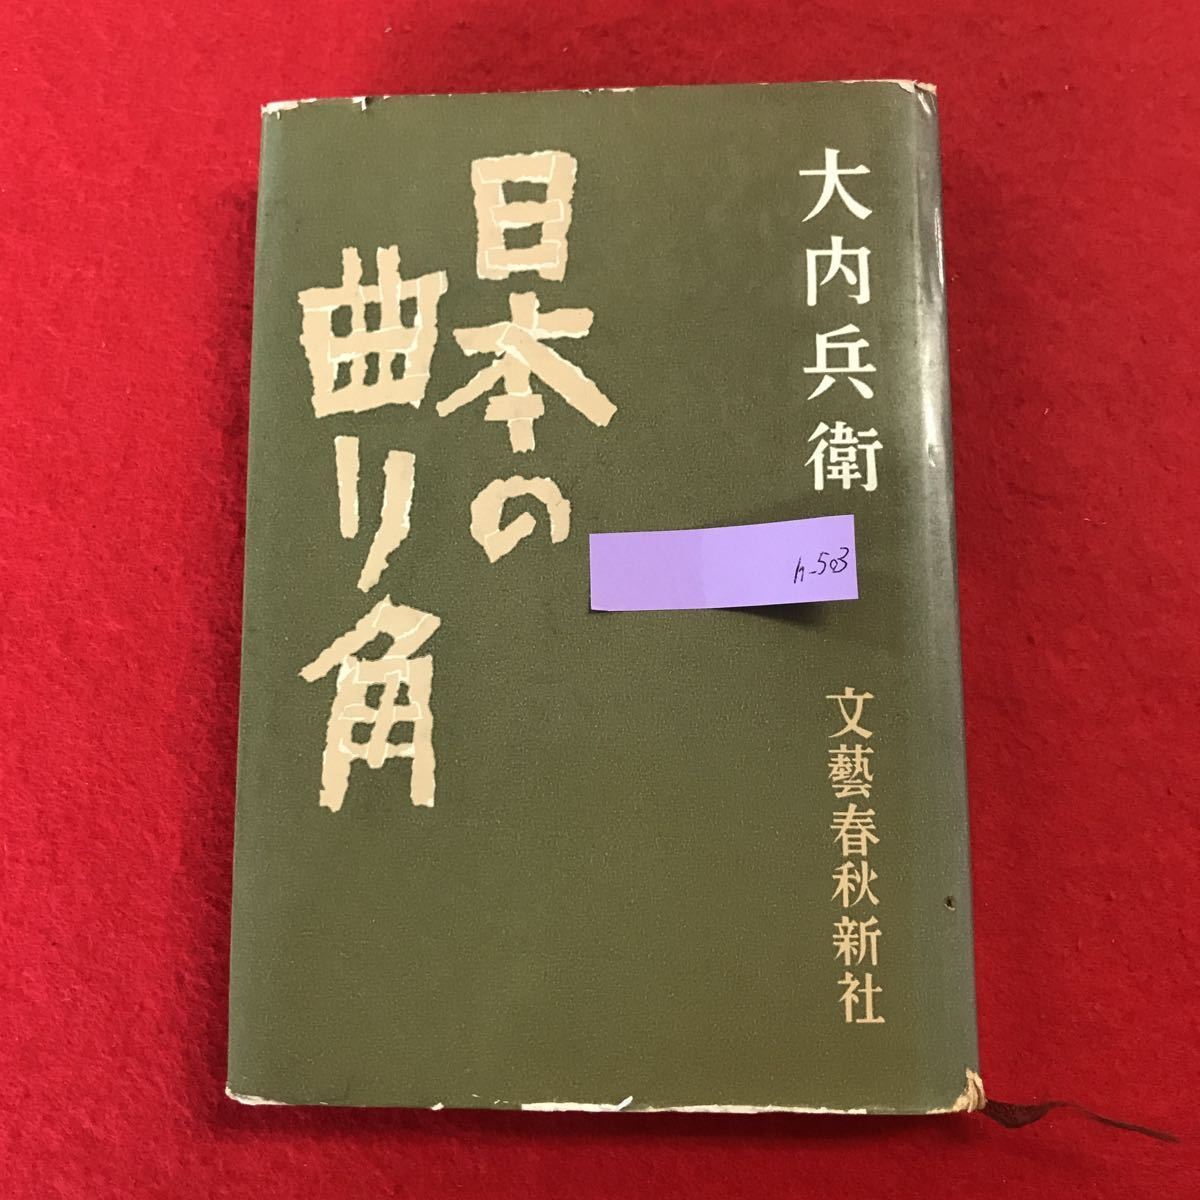 大内兵衛
日本の
曲り角
h-503
文藝春秋新社